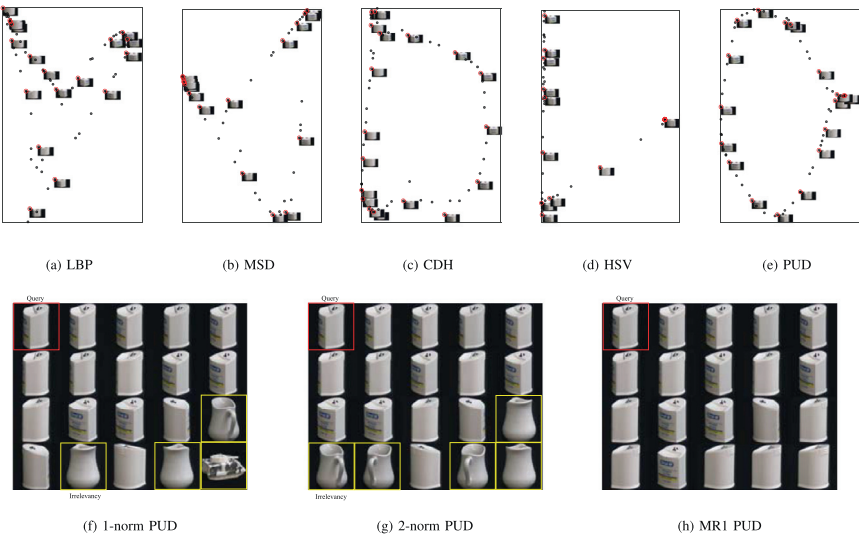 (a) LBP
(b) MSD
(c) CDH
(d) HSV
(e) PUD
Query
Query
Query
Irrelevancy
Irrelevancy
(f) 1-norm PUD
(g) 2-norm PUD
(h) MR1 PUD